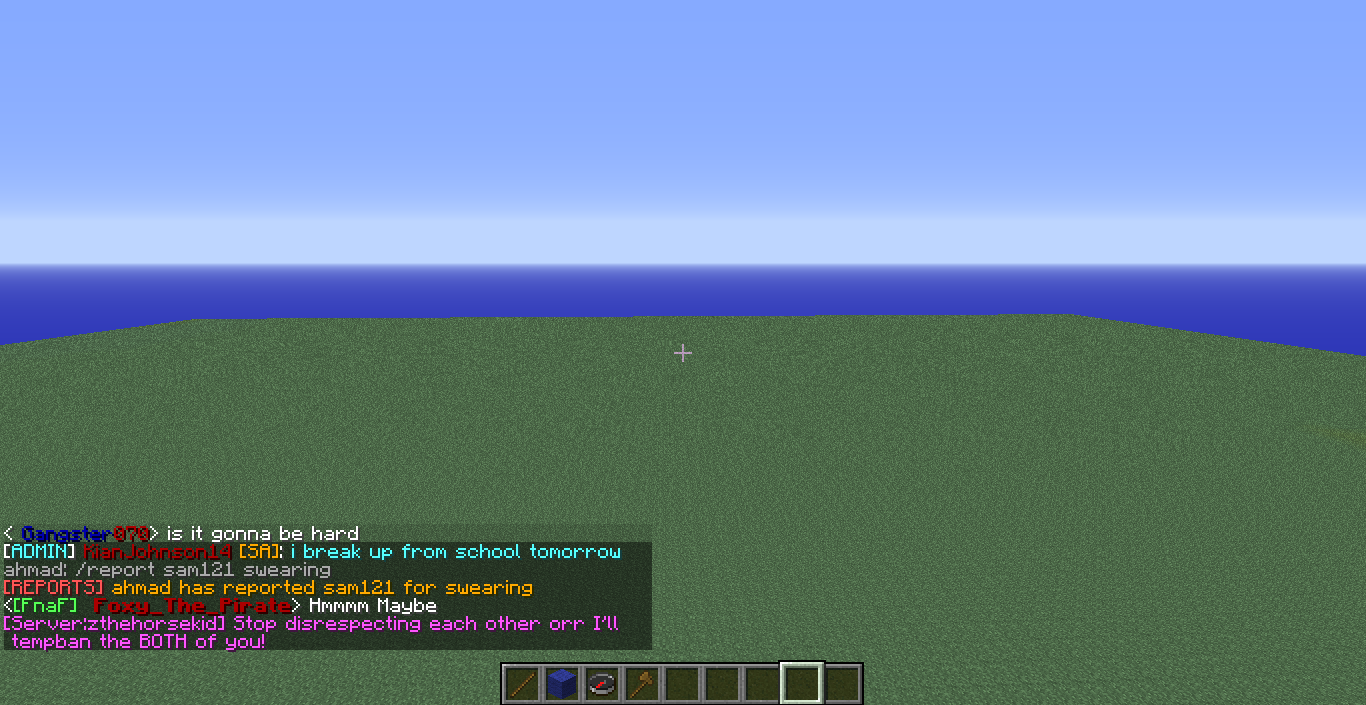 < Gangster070> is it gonna be hard
[ADMIN] KianJohnson14 [SA]: i break up from school tomorrow
ahmad: /report sam121 swearing
[REPORTS] ahmad has reported sam121 for swearing
<[FnaF] Foxy_The_Pirate> Hmmmm Maybe
[Server:zthehorsekid] Stop disrespecting each other orr I'll
tempban the BOTH of you!